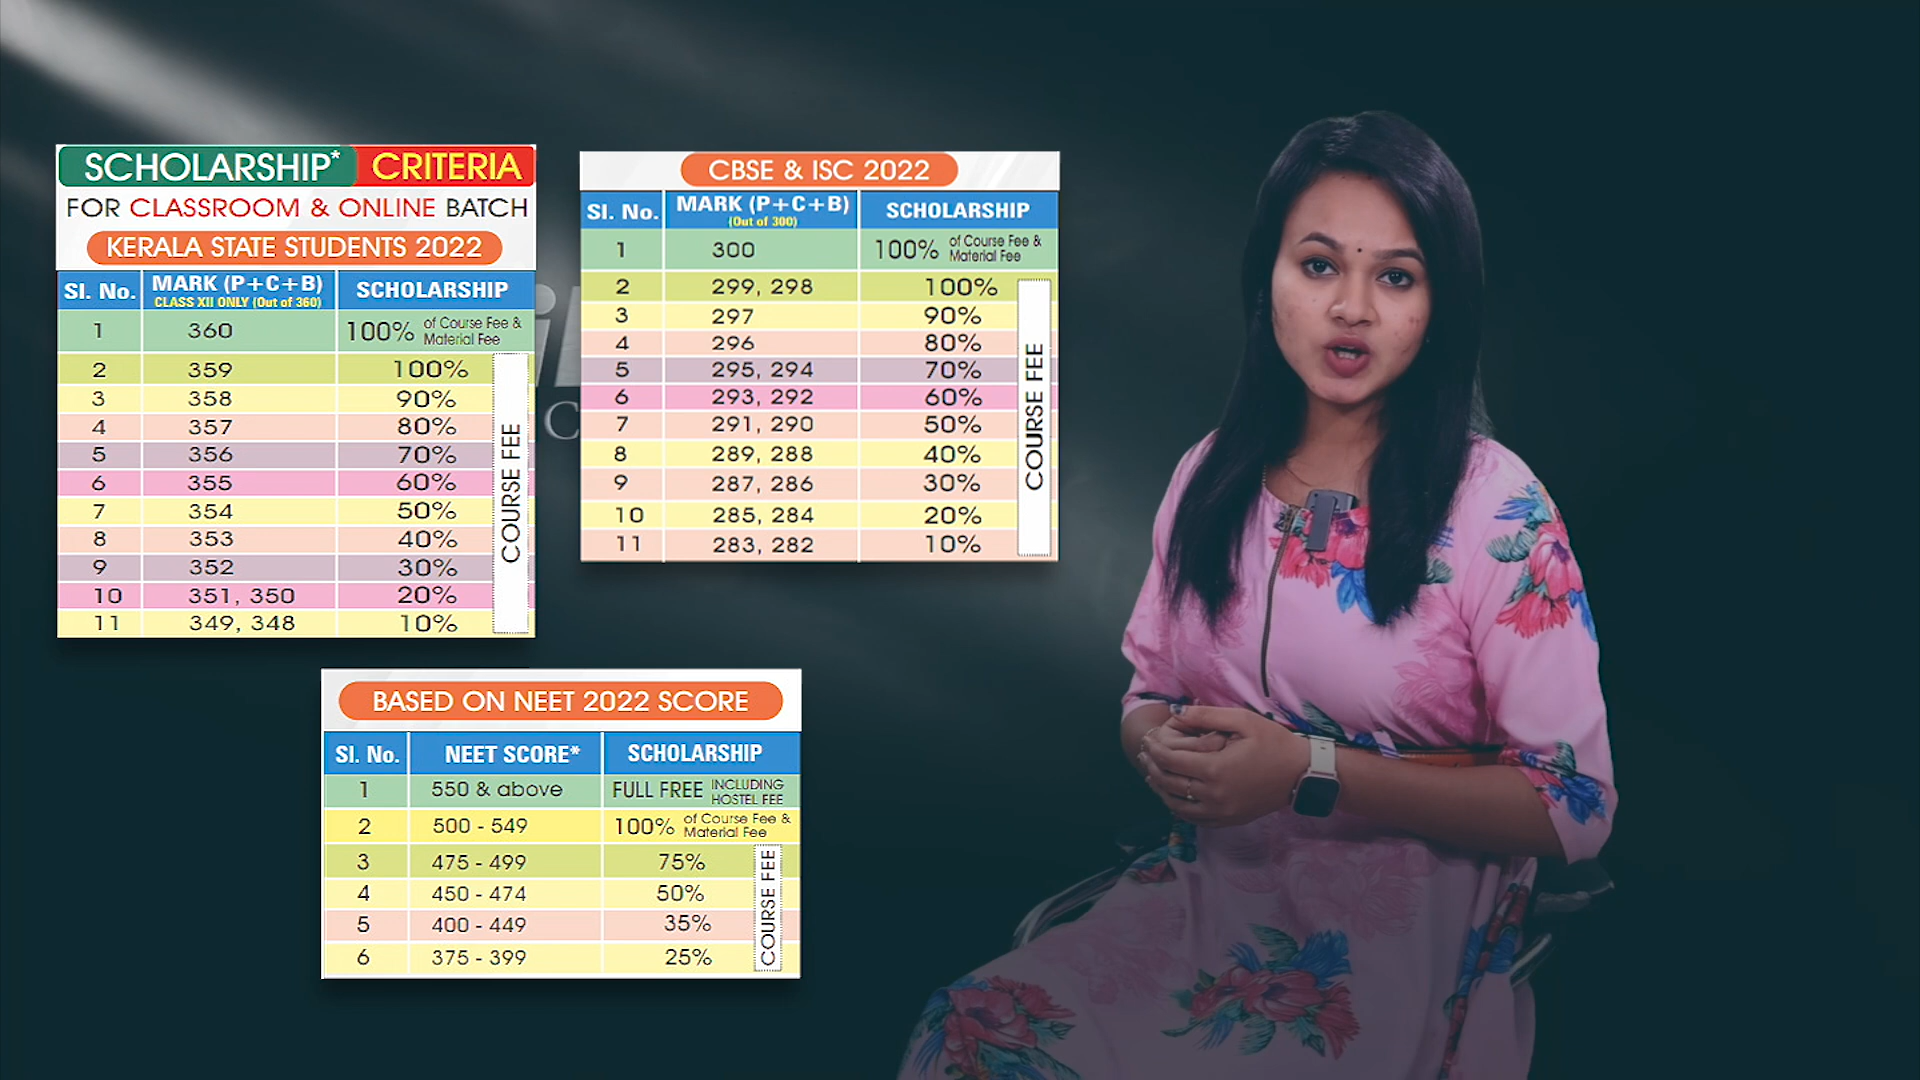 SCHOLARSHIP* CRITERIA
FOR CLASSROOM & ONLINE BATCH
KERALA STATE STUDENTS 2022
SI. No. MARK (P+C+B) CLASS XII ONLY (Out of 360) SCHOLARSHIP
1 360 100% of Course Fee & Material Fee
2 359 100%
3 358 90%
4 357 80%
5 356 70%
6 355 60%
7 354 50%
8 353 40%
9 352 30%
10 351, 350 20%
11 349, 348 10%
COURSE FEE
CBSE & ISC 2022
SI. No. MARK (P+C+B) (Out of 300) SCHOLARSHIP
1 300 100% of Course Fee & Material Fee
2 299, 298 100%
3 297 90%
4 296 80%
5 295, 294 70%
6 293, 292 60%
7 291, 290 50%
8 289, 288 40%
9 287, 286 30%
10 285, 284 20%
11 283, 282 10%
COURSE FEE
BASED ON NEET 2022 SCORE
SI. No. NEET SCORE* SCHOLARSHIP
1 550 & above FULL FREE INCLUDING HOSTEL FEE
2 500 - 549 100% of Course Fee & Material Fee
3 475 - 499 75%
4 450 - 474 50%
5 400 - 449 35%
6 375 - 399 25%
COURSE FEE